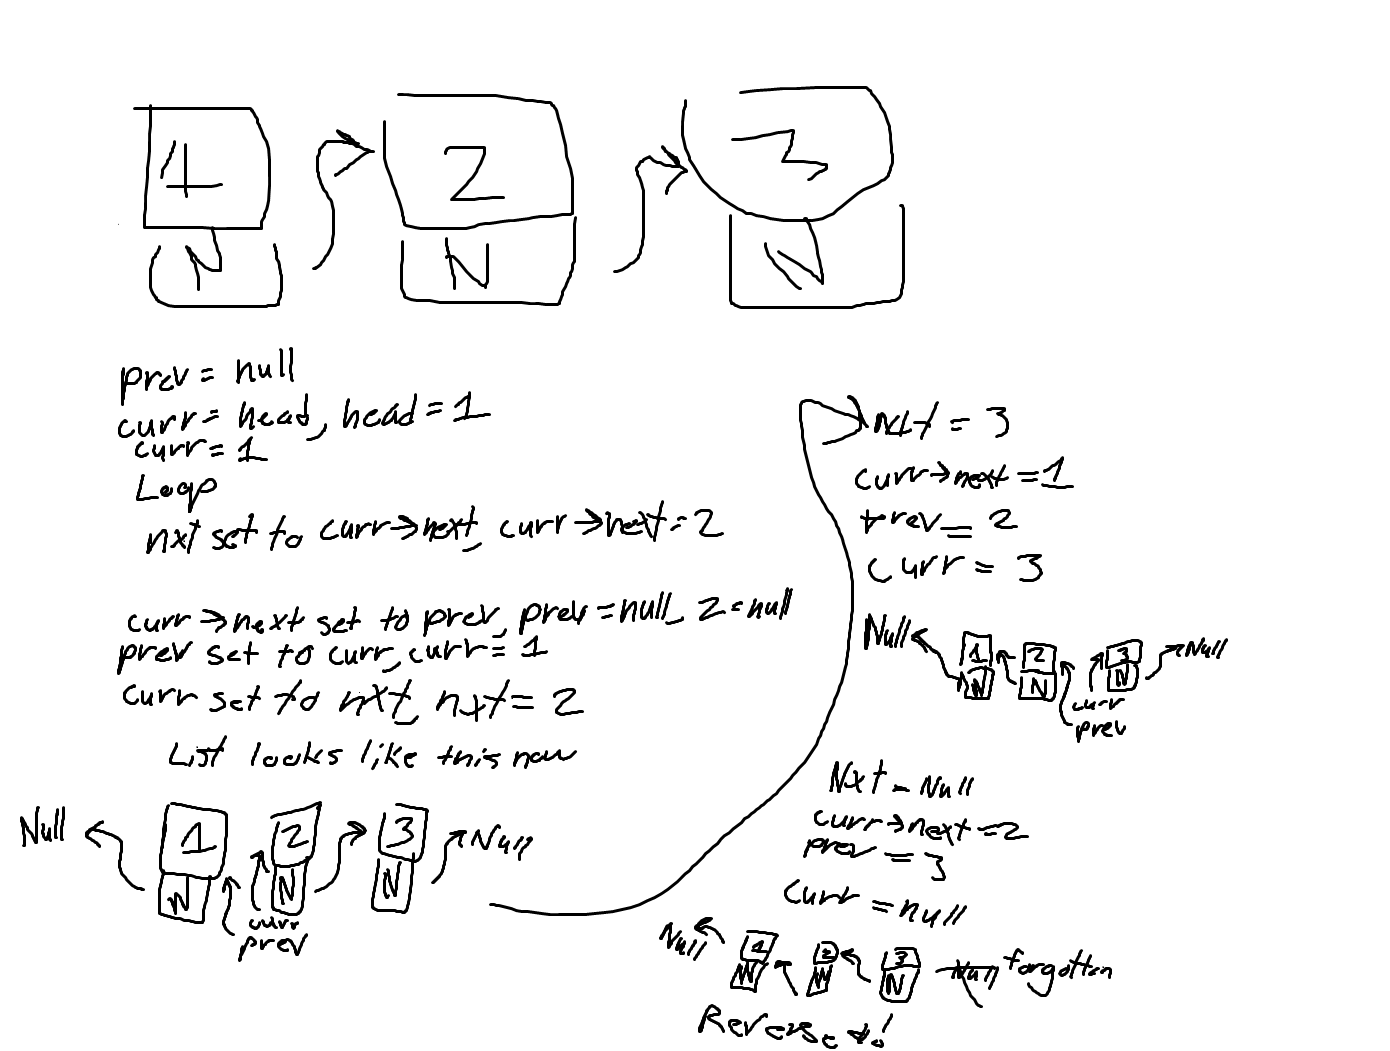 1 2 3
N N N
prev = null
curr = head, head = 1
curr = 1
Loop
nxt set to curr→next, curr→next = 2
curr→next set to prev, prev = null, 2 = null
prev set to curr, curr = 1
curr set to nxt, nxt = 2
List looks like this now
Null 1 2 3 Null
N N N
curr
prev
nxt = 3
curr→next = 1
prev = 2
curr = 3
Null 1 2 3 Null
N N N
curr
prev
Nxt = Null
curr→next = 2
prev = 3
curr = null
Null 1 2 3 Null forgotten
N N N
Reversed!